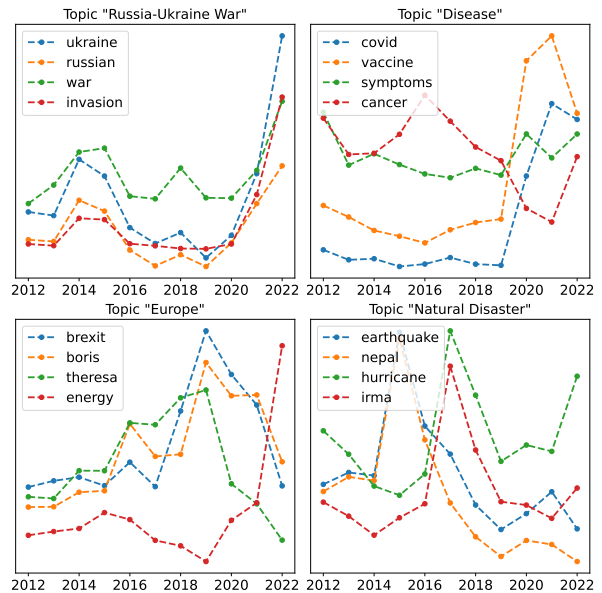 Topic "Russia-Ukraine War"
ukraine
russian
war
invasion
2012 2014 2016 2018 2020 2022
Topic "Disease"
covid
vaccine
symptoms
cancer
2012 2014 2016 2018 2020 2022
Topic "Europe"
brexit
boris
theresa
energy
2012 2014 2016 2018 2020 2022
Topic "Natural Disaster"
earthquake
nepal
hurricane
irma
2012 2014 2016 2018 2020 2022